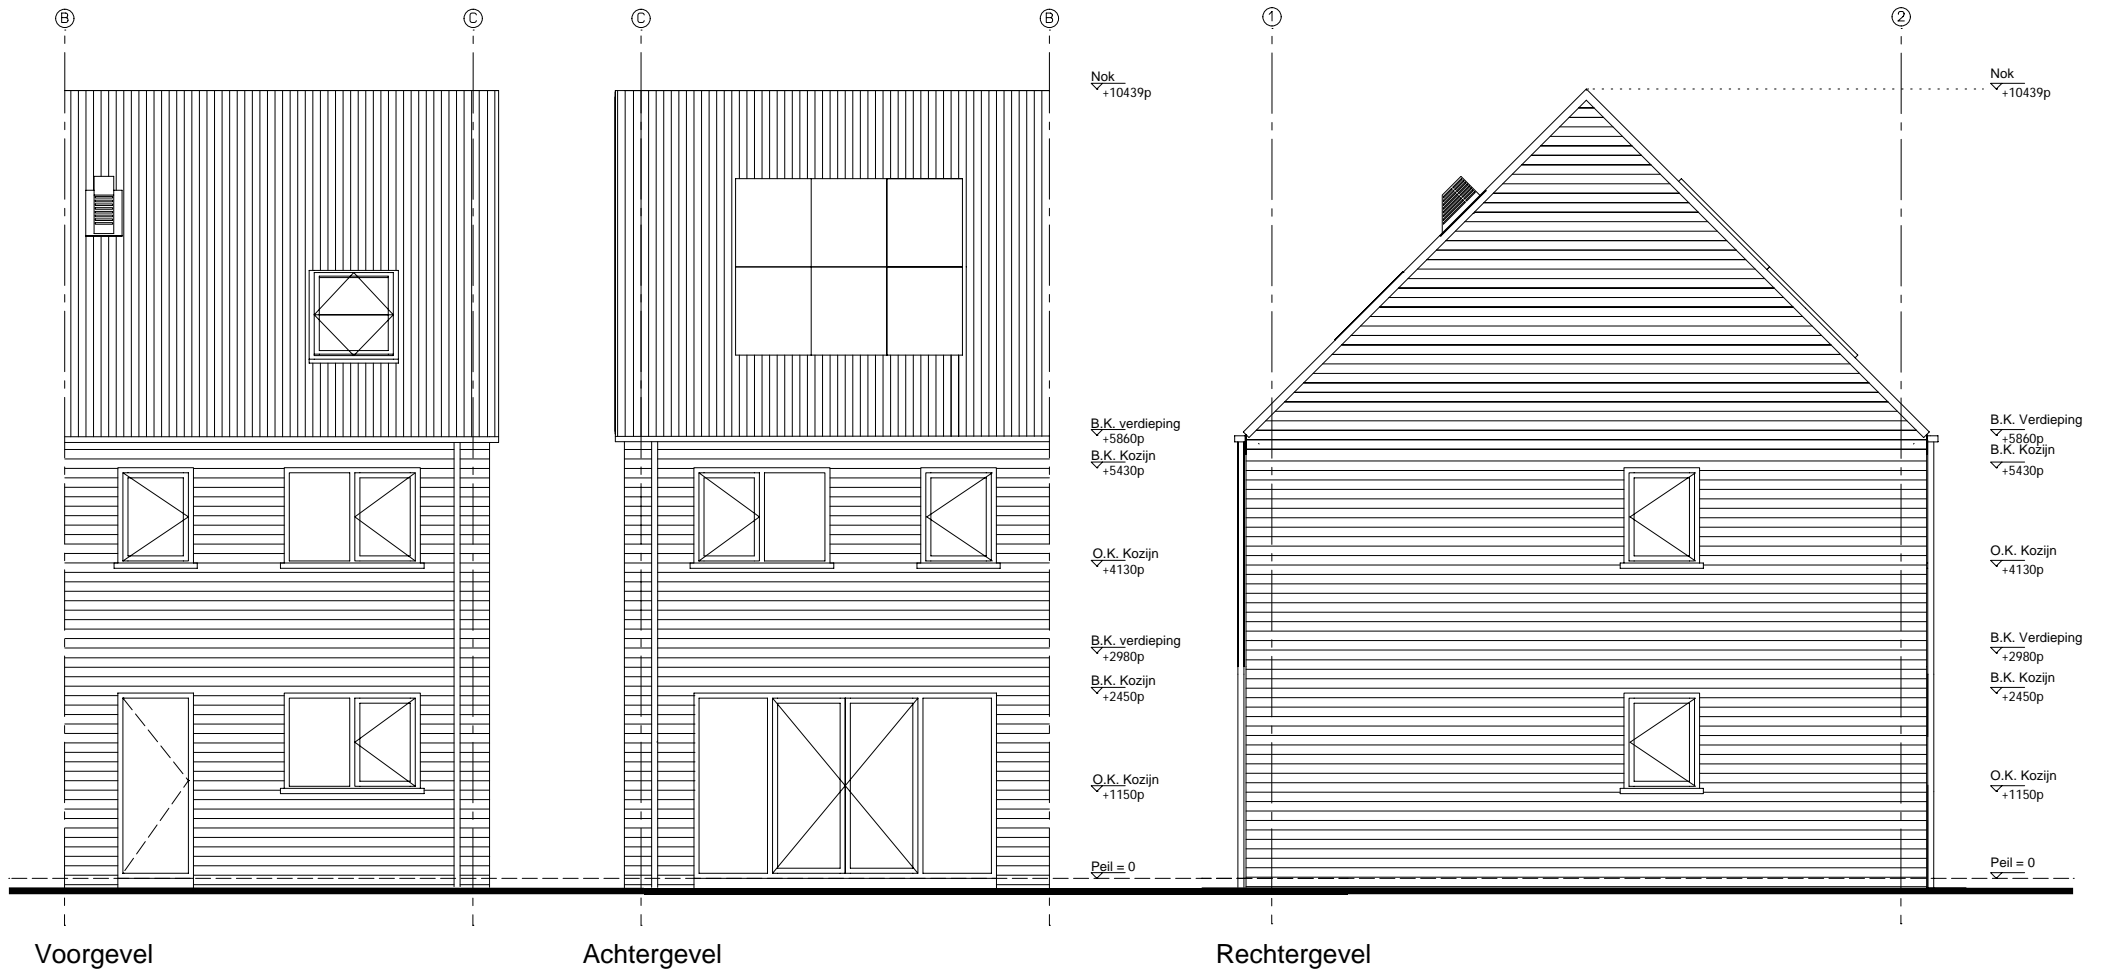 B
C
C
B
1
2
Nok
+10439p
B.K. verdieping
+5860p
B.K. Kozijn
+5430p
O.K. Kozijn
+4130p
B.K. verdieping
+2980p
B.K. Kozijn
+2450p
O.K. Kozijn
+1150p
Peil = 0
Nok
+10439p
B.K. Verdieping
+5860p
B.K. Kozijn
+5430p
O.K. Kozijn
+4130p
B.K. Verdieping
+2980p
B.K. Kozijn
+2450p
O.K. Kozijn
+1150p
Peil = 0
Voorgevel
Achtergevel
Rechtergevel